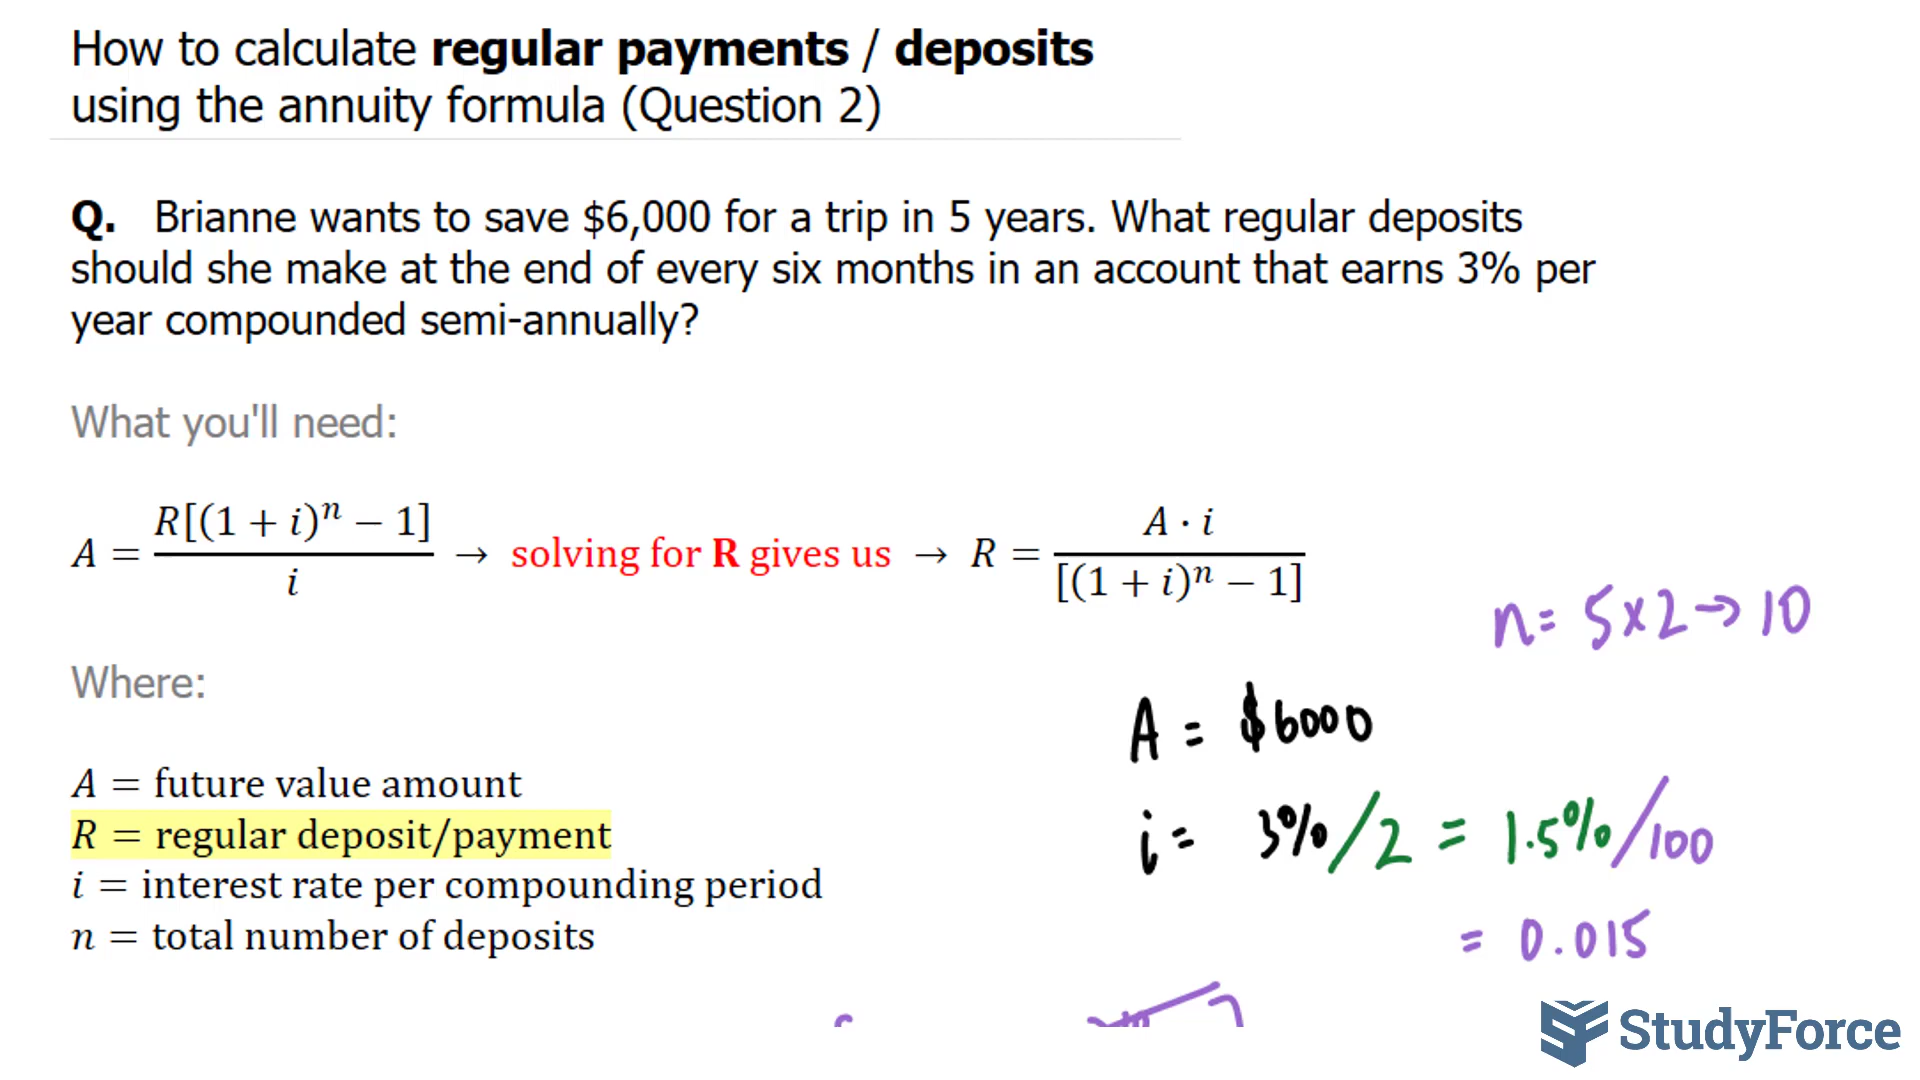 How to calculate regular payments / deposits
using the annuity formula (Question 2)
Q. Brianne wants to save $6,000 for a trip in 5 years. What regular deposits
should she make at the end of every six months in an account that earns 3% per
year compounded semi-annually?
What you'll need:
A = R[(1 + i)^n − 1] / i → solving for R gives us → R = A · i / [(1 + i)^n − 1]
n = 5 x 2 → 10
Where:
A = $6000
A = future value amount
R = regular deposit/payment
i = 3%/2 = 1.5%/100
i = interest rate per compounding period
n = total number of deposits
= 0.015
StudyForce